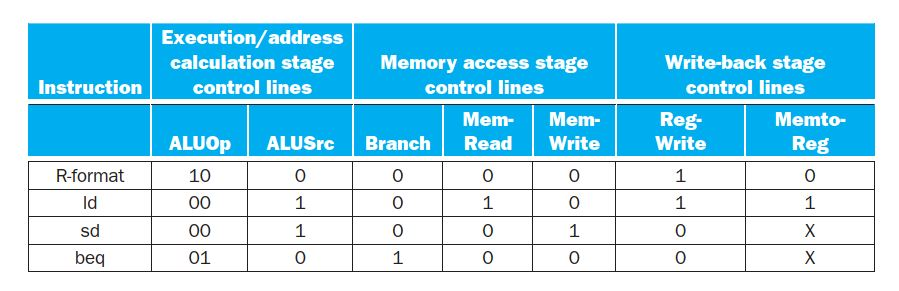 Execution/address
calculation stage Memory access stage Write-back stage
Instruction control lines control lines control lines
Mem- Mem- Reg- Memto-
ALUOp ALUSrc Branch Read Write Write Reg
R-format 10 0 0 0 0 1 0
ld 00 1 0 1 0 1 1
sd 00 1 0 0 1 0 X
beq 01 0 1 0 0 0 X